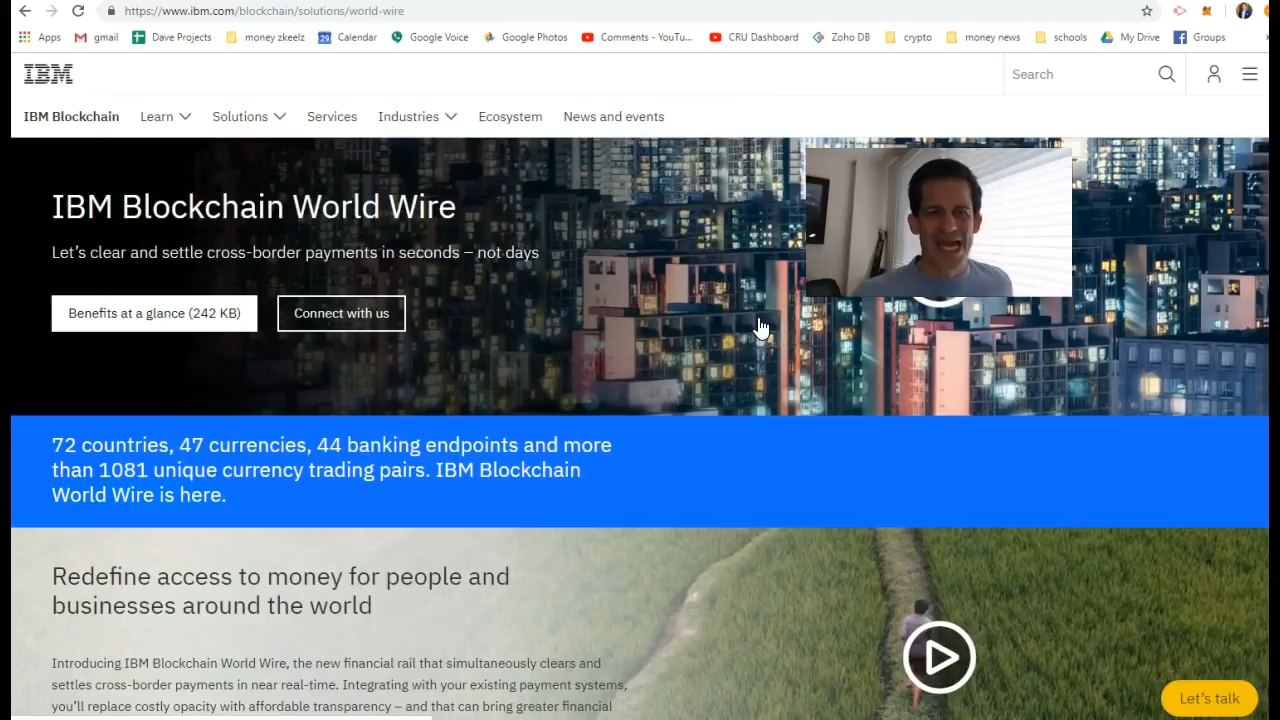 https://www.ibm.com/blockchain/solutions/world-wire
Apps gmail Dave Projects money zkeelz Calendar Google Voice Google Photos Comments - YouTu... CRU Dashboard Zoho DB crypto money news schools My Drive Groups
IBM
Search
IBM Blockchain Learn Solutions Services Industries Ecosystem News and events
IBM Blockchain World Wire
Let's clear and settle cross-border payments in seconds – not days
Benefits at a glance (242 KB) Connect with us
72 countries, 47 currencies, 44 banking endpoints and more
than 1081 unique currency trading pairs. IBM Blockchain
World Wire is here.
Redefine access to money for people and
businesses around the world
Introducing IBM Blockchain World Wire, the new financial rail that simultaneously clears and
settles cross-border payments in near real-time. Integrating with your existing payment systems,
you'll replace costly opacity with affordable transparency – and that can bring greater financial
Let's talk